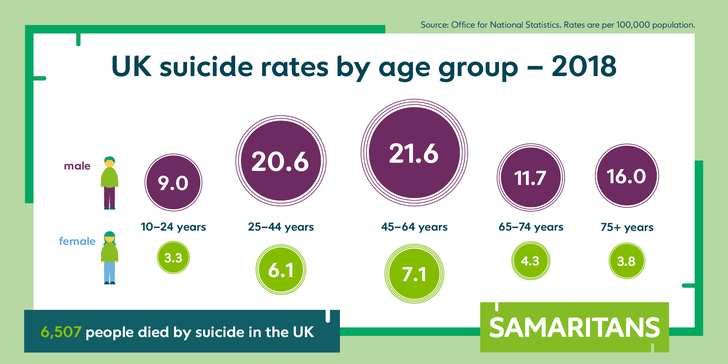 Source: Office for National Statistics. Rates are per 100,000 population.
UK suicide rates by age group – 2018
male
9.0
20.6
21.6
11.7
16.0
10–24 years
25–44 years
45–64 years
65–74 years
75+ years
female
3.3
6.1
7.1
4.3
3.8
6,507 people died by suicide in the UK
SAMARITANS